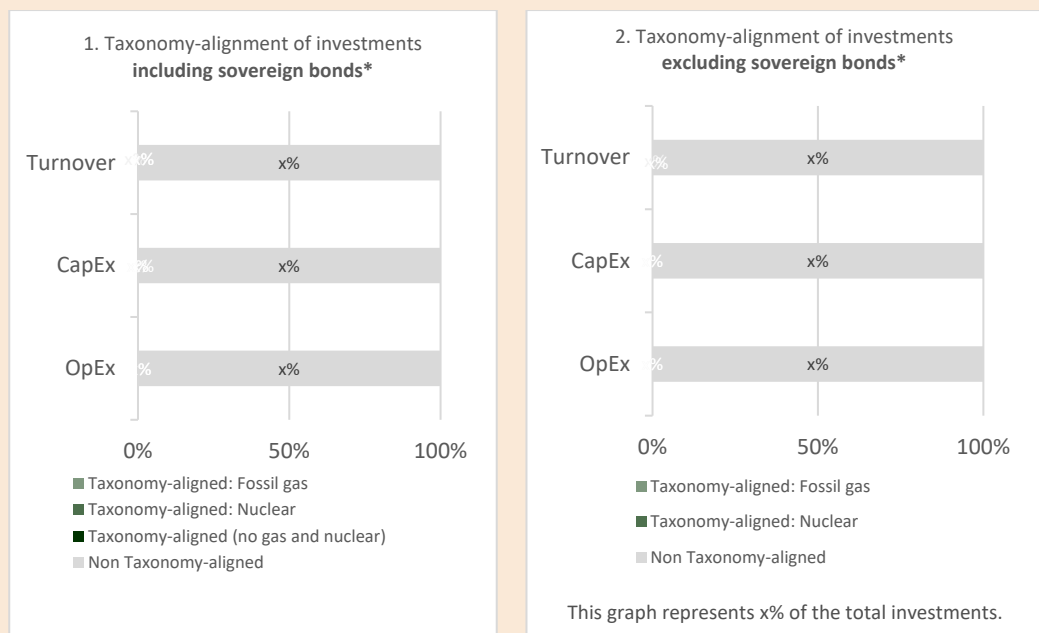 1. Taxonomy-alignment of investments
including sovereign bonds*
Turnover
x%
x%
CapEx
%
x%
OpEx
%
x%
0%
50%
100%
Taxonomy-aligned: Fossil gas
Taxonomy-aligned: Nuclear
Taxonomy-aligned (no gas and nuclear)
Non Taxonomy-aligned
2. Taxonomy-alignment of investments
excluding sovereign bonds*
Turnover
x%
x%
CapEx
%
x%
OpEx
%
x%
0%
50%
100%
Taxonomy-aligned: Fossil gas
Taxonomy-aligned: Nuclear
Non Taxonomy-aligned
This graph represents x% of the total investments.